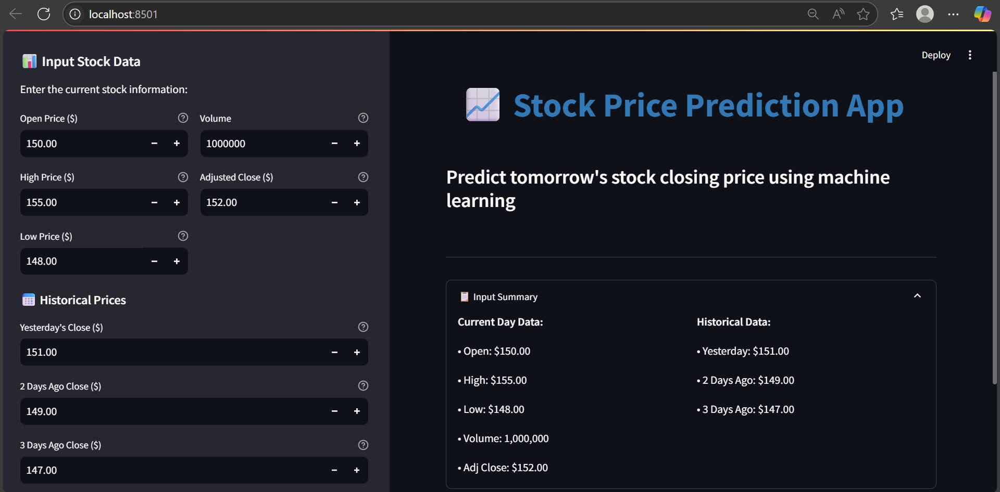 localhost:8501
Input Stock Data
Enter the current stock information:
Open Price ($)
Volume
150.00
1000000
High Price ($)
Adjusted Close ($)
155.00
152.00
Low Price ($)
148.00
Historical Prices
Yesterday's Close ($)
151.00
2 Days Ago Close ($)
149.00
3 Days Ago Close ($)
147.00
Deploy
Stock Price Prediction App
Predict tomorrow's stock closing price using machine
learning
Input Summary
Current Day Data:
• Open: $150.00
• High: $155.00
• Low: $148.00
• Volume: 1,000,000
• Adj Close: $152.00
Historical Data:
• Yesterday: $151.00
• 2 Days Ago: $149.00
• 3 Days Ago: $147.00